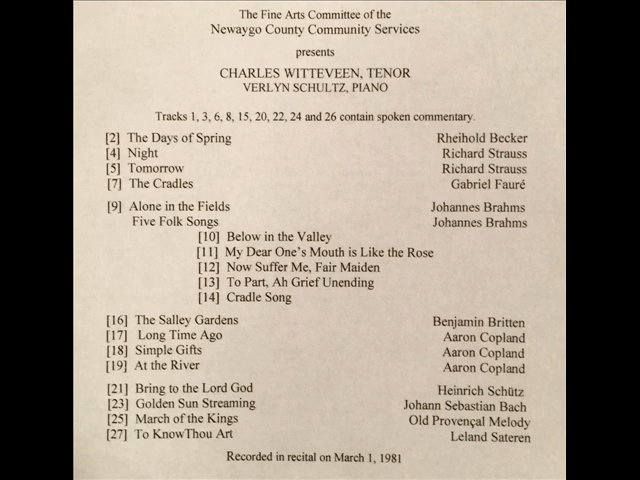 The Fine Arts Committee of the
Newaygo County Community Services
presents
CHARLES WITTEVEEN, TENOR
VERLYN SCHULTZ, PIANO
Tracks 1, 3, 6, 8, 15, 20, 22, 24 and 26 contain spoken commentary.
[2] The Days of Spring Rheihold Becker
[4] Night Richard Strauss
[5] Tomorrow Richard Strauss
[7] The Cradles Gabriel Fauré
[9] Alone in the Fields Johannes Brahms
Five Folk Songs Johannes Brahms
[10] Below in the Valley
[11] My Dear One's Mouth is Like the Rose
[12] Now Suffer Me, Fair Maiden
[13] To Part, Ah Grief Unending
[14] Cradle Song
[16] The Salley Gardens Benjamin Britten
[17] Long Time Ago Aaron Copland
[18] Simple Gifts Aaron Copland
[19] At the River Aaron Copland
[21] Bring to the Lord God Heinrich Schütz
[23] Golden Sun Streaming Johann Sebastian Bach
[25] March of the Kings Old Provençal Melody
[27] To KnowThou Art Leland Sateren
Recorded in recital on March 1, 1981